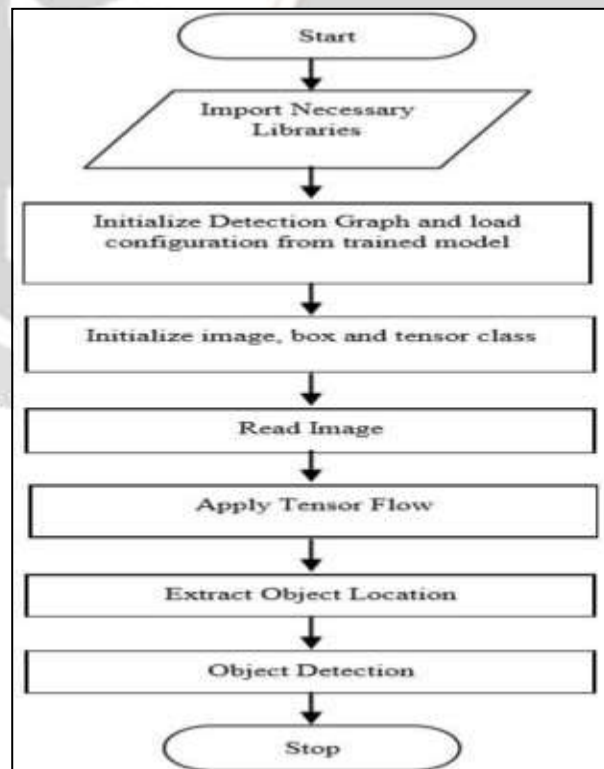 Start
Import Necessary
Libraries
Initialize Detection Graph and load
configuration from trained model
Initialize image, box and tensor class
Read Image
Apply Tensor Flow
Extract Object Location
Object Detection
Stop